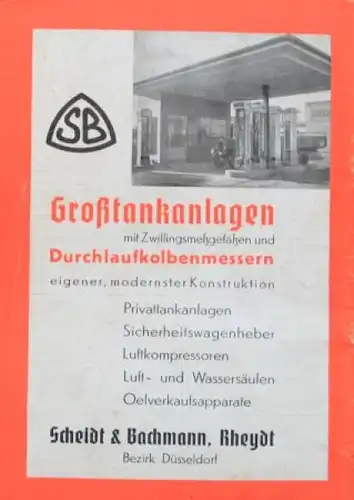 SB
Großtankanlagen
mit Zwillingsmeßgefäßen und
Durchlaufkolbenmessern
eigener, modernster Konstruktion
Privattankanlagen
Sicherheitswagenheber
Luftkompressoren
Luft- und Wassersäulen
Oelverkaufsapparate
Scheidt & Bachmann, Rheydt
Bezirk Düsseldorf